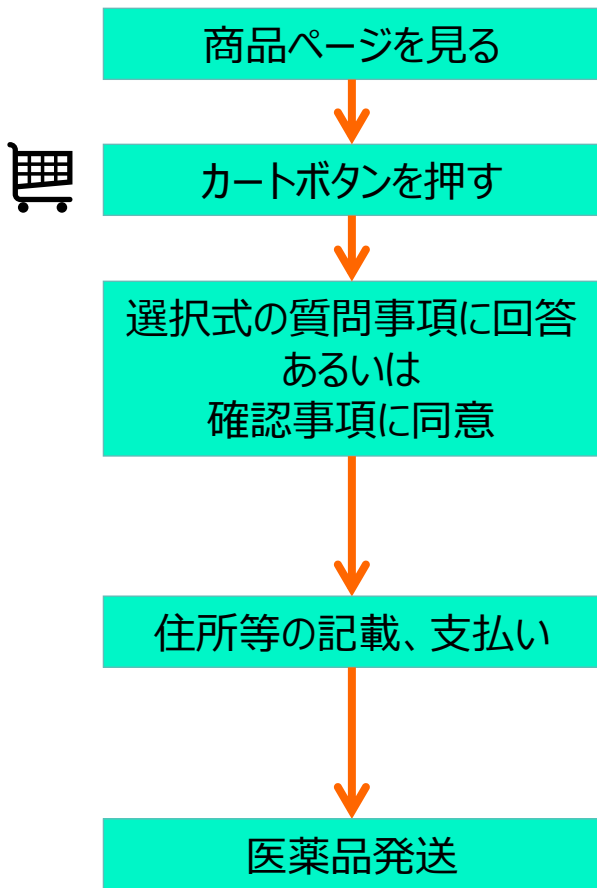 商品ページを見る
カートボタンを押す
選択式の質問事項に回答
あるいは
確認事項に同意
住所等の記載、支払い
医薬品発送